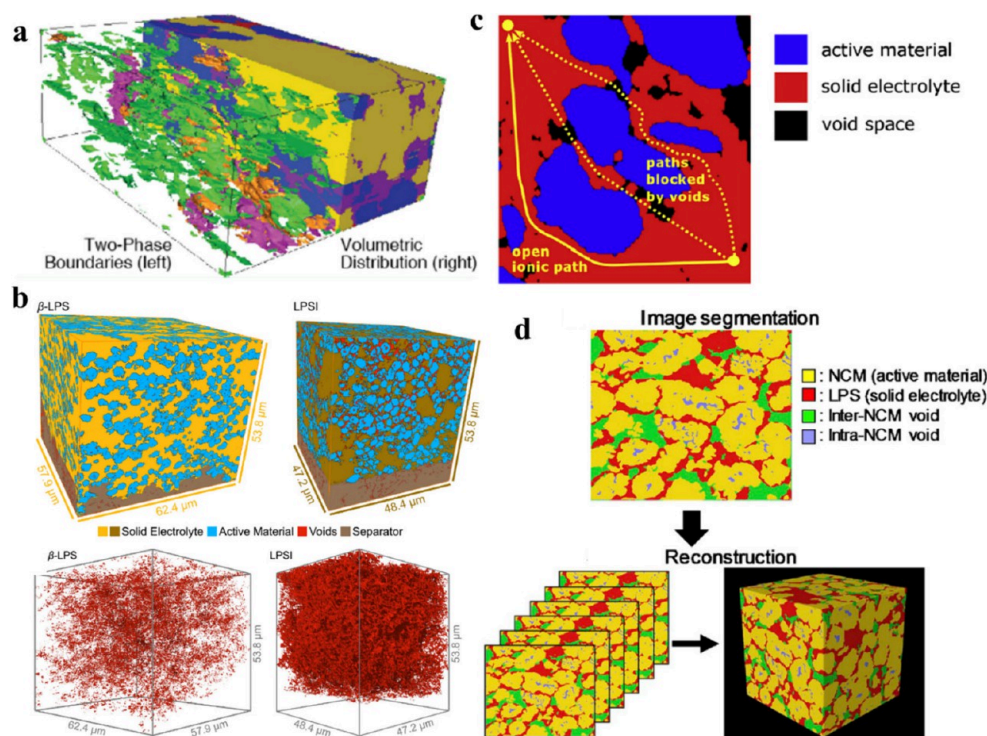 a
Two-Phase
Boundaries (left)
Volumetric
Distribution (right)
c
paths
blocked
by voids
open
ionic path
active material
solid electrolyte
void space
b
β-LPS
LPSI
53.8 µm
57.9 µm
62.4 µm
53.8 µm
47.2 µm
48.4 µm
Solid Electrolyte Active Material Voids Separator
β-LPS
LPSI
53.8 µm
62.4 µm
57.9 µm
53.8 µm
48.4 µm
47.2 µm
d
Image segmentation
: NCM (active material)
: LPS (solid electrolyte)
: Inter-NCM void
: Intra-NCM void
Reconstruction